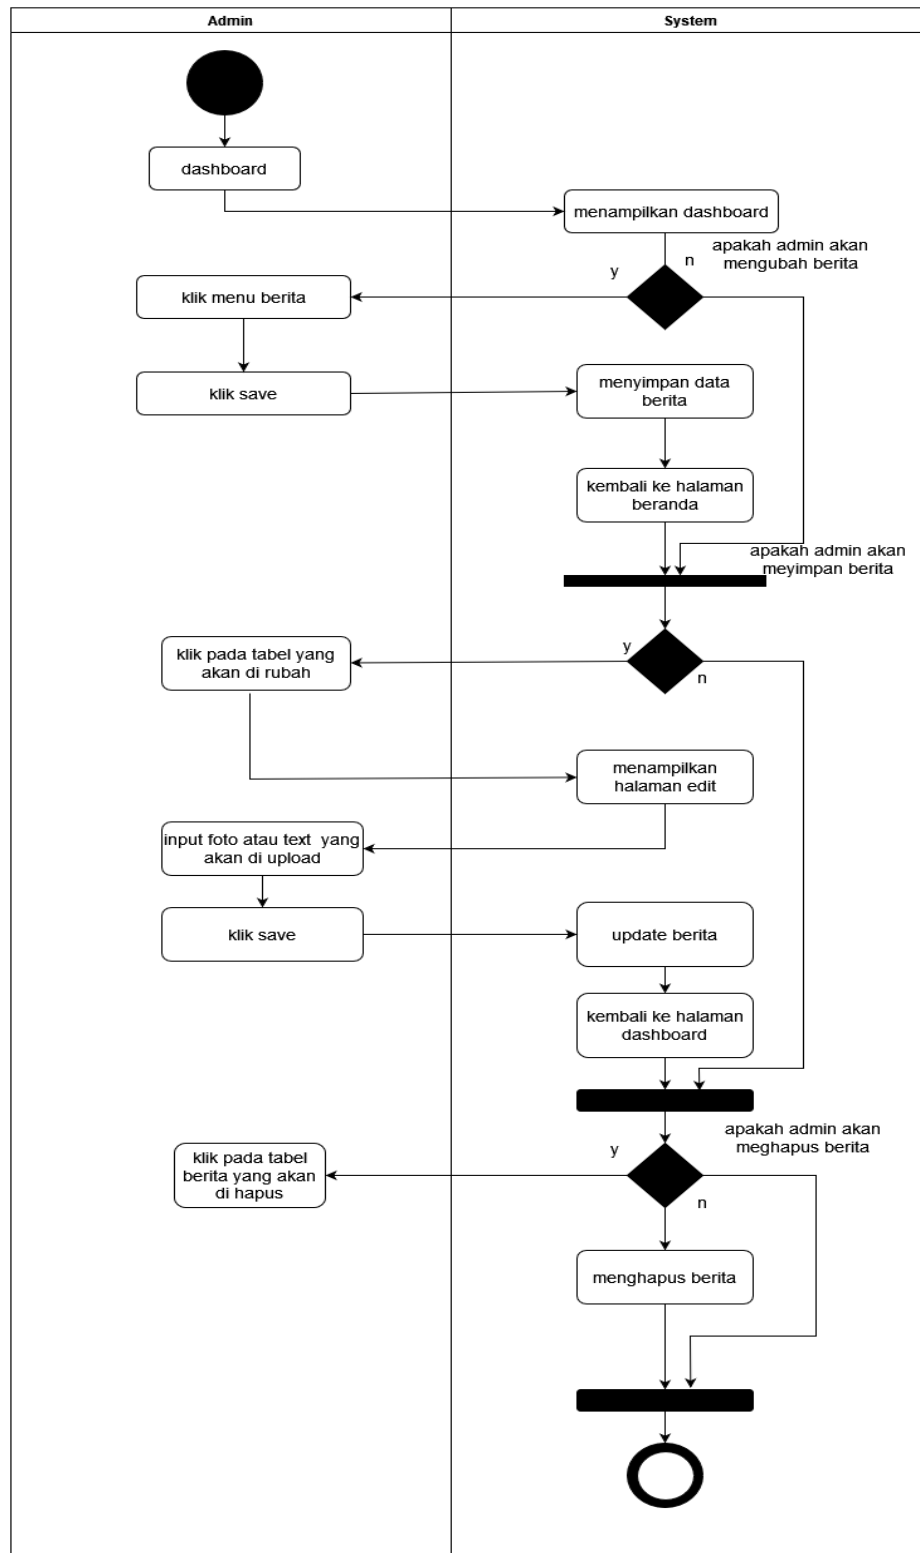 Admin
System
dashboard
menampilkan dashboard
apakah admin akan
mengubah berita
y
n
klik menu berita
klik save
menyimpan data
berita
kembali ke halaman
beranda
apakah admin akan
meyimpan berita
y
n
klik pada tabel yang
akan di rubah
menampilkan
halaman edit
input foto atau text  yang
akan di upload
klik save
update berita
kembali ke halaman
dashboard
apakah admin akan
meghapus berita
y
n
klik pada tabel
berita yang akan
di hapus
menghapus berita